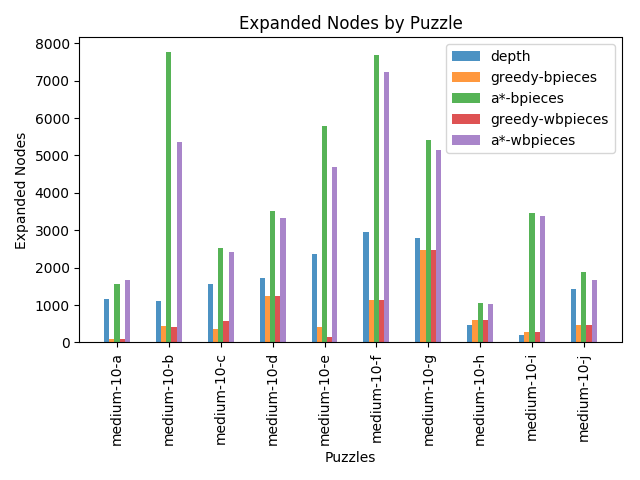 Expanded Nodes by Puzzle
depth
greedy-bpieces
a*-bpieces
greedy-wbpieces
a*-wbpieces
Expanded Nodes
8000
7000
6000
5000
4000
3000
2000
1000
0
medium-10-a
medium-10-b
medium-10-c
medium-10-d
medium-10-e
medium-10-f
medium-10-g
medium-10-h
medium-10-i
medium-10-j
Puzzles